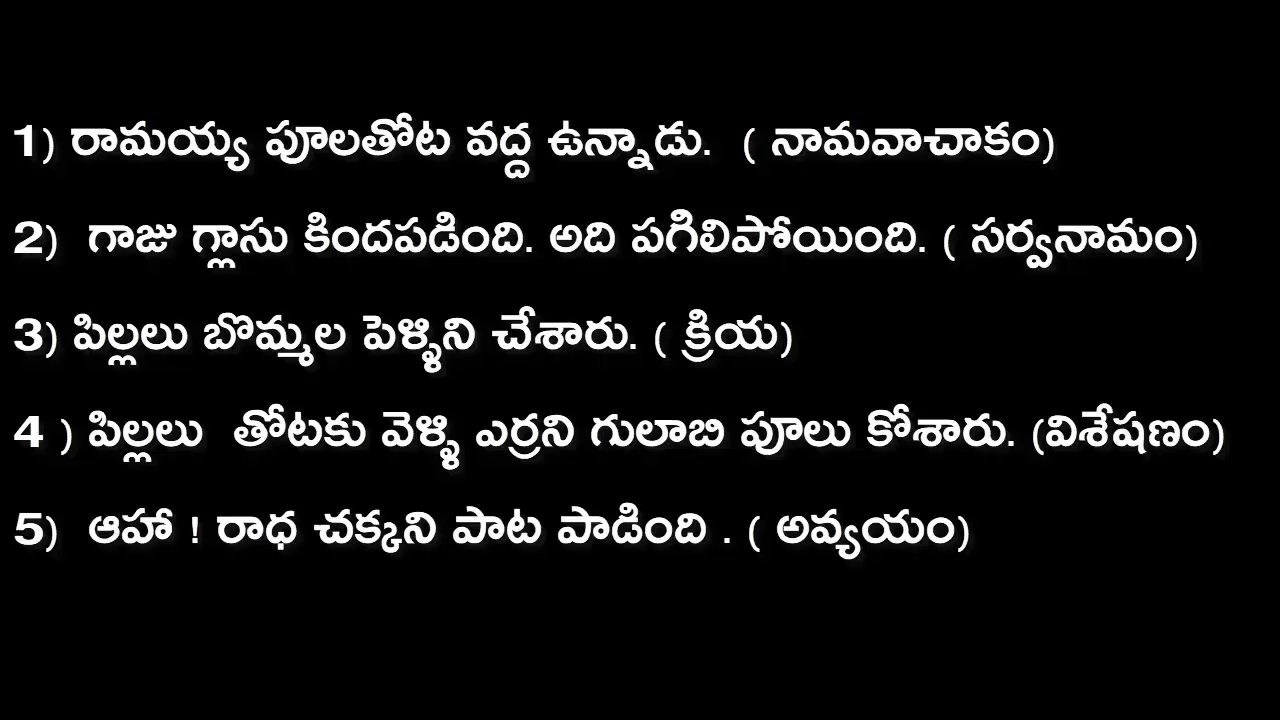 1) రామయ్య పూలతోట వద్ద ఉన్నాడు. ( నామవాచాకం)
2) గాజు గ్లాసు కిందపడింది. అది పగిలిపోయింది. ( సర్వనామం)
3) పిల్లలు బొమ్మల పెళ్ళిని చేశారు. ( క్రియ)
4 ) పిల్లలు తోటకు వెళ్ళి ఎర్రని గులాబి పూలు కోశారు. (విశేషణం)
5) ఆహా ! రాధ చక్కని పాట పాడింది . ( అవ్యయం)